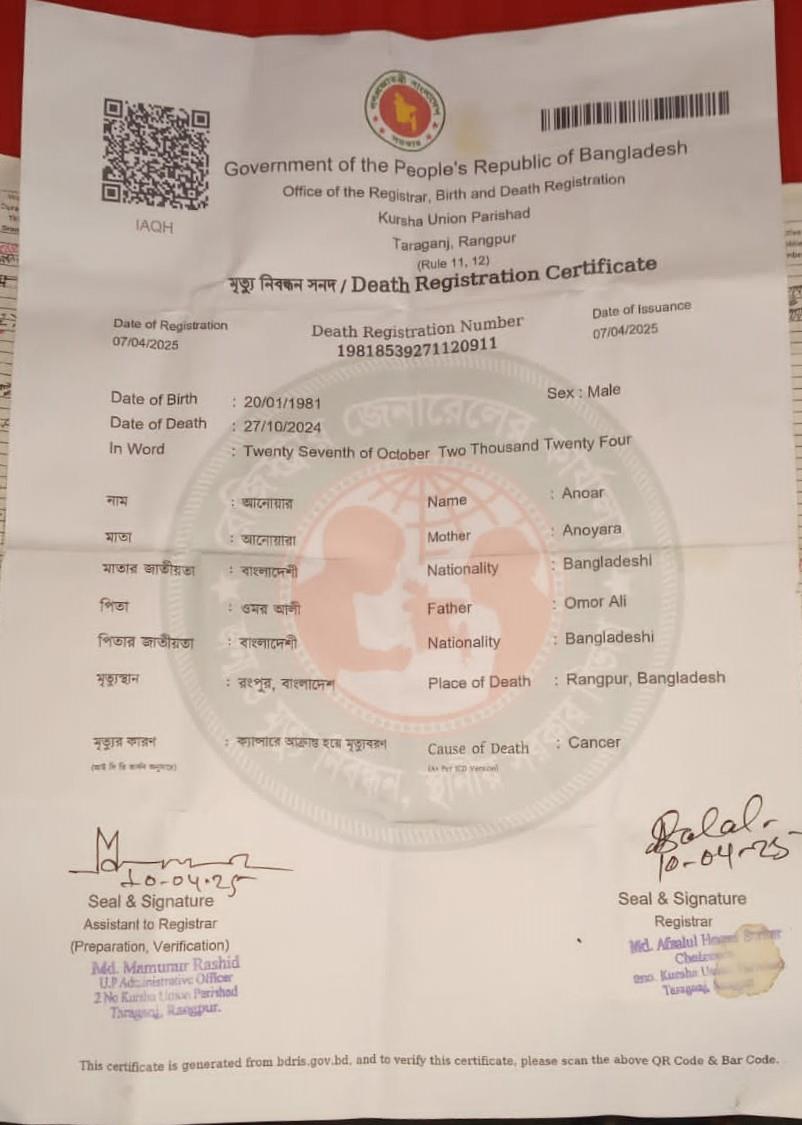 IAQH
Government of the People's Republic of Bangladesh
Office of the Registrar, Birth and Death Registration
Kursha Union Parishad
Taraganj, Rangpur
(Rule 11, 12)
মৃত্যু নিবন্ধন সনদ / Death Registration Certificate
Date of Registration
07/04/2025
Death Registration Number
19818539271120911
Date of Issuance
07/04/2025
Date of Birth : 20/01/1981 Sex : Male
Date of Death : 27/10/2024
In Word : Twenty Seventh of October Two Thousand Twenty Four
নাম : আনোয়ার Name : Anoar
মাতা : আনোয়ারা Mother : Anoyara
মাতার জাতীয়তা : বাংলাদেশী Nationality : Bangladeshi
পিতা : ওমর আলী Father : Omor Ali
পিতার জাতীয়তা : বাংলাদেশী Nationality : Bangladeshi
মৃত্যুস্থান : রংপুর, বাংলাদেশ Place of Death : Rangpur, Bangladesh
মৃত্যুর কারণ : ক্যান্সারে আক্রান্ত হয়ে মৃত্যুবরণ Cause of Death : Cancer
(As Per ICD Version)
10-04-25
Seal & Signature
Assistant to Registrar
(Preparation, Verification)
Md. Mamunur Rashid
U.P Administrative Officer
2 No Kursha Union Parishad
Taraganj, Rangpur.
10-04-25
Seal & Signature
Registrar
Md. Afzalul
Kursha
Taraganj,
This certificate is generated from bdris.gov.bd, and to verify this certificate, please scan the above QR Code & Bar Code.